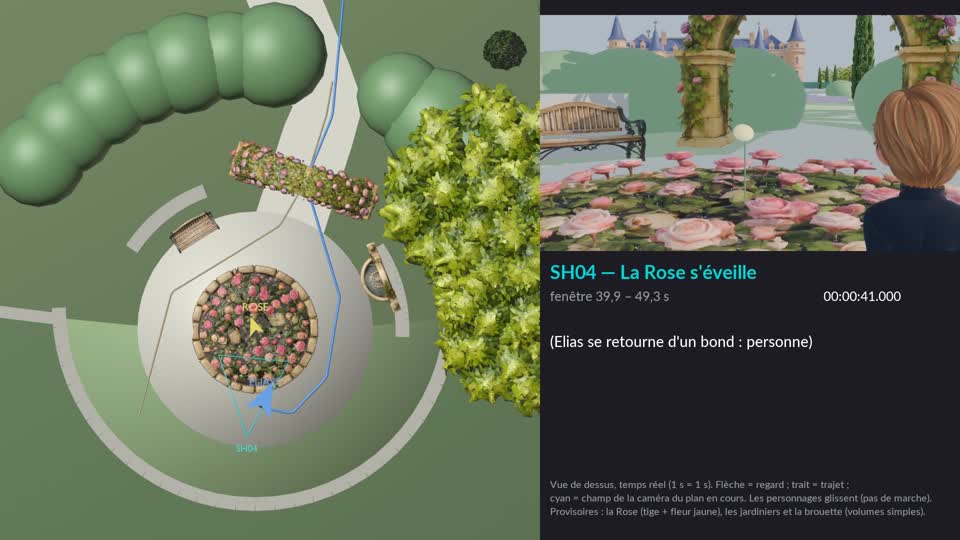 ROSE
SH04
SH04 — La Rose s'éveille
fenêtre 39,9 – 49,3 s
00:00:41.000
(Elias se retourne d'un bond : personne)
Vue de dessus, temps réel (1 s = 1 s). Flèche = regard ; trait = trajet ;
cyan = champ de la caméra du plan en cours. Les personnages glissent (pas de marche).
Provisoires : la Rose (tige + fleur jaune), les jardiniers et la brouette (volumes simples).